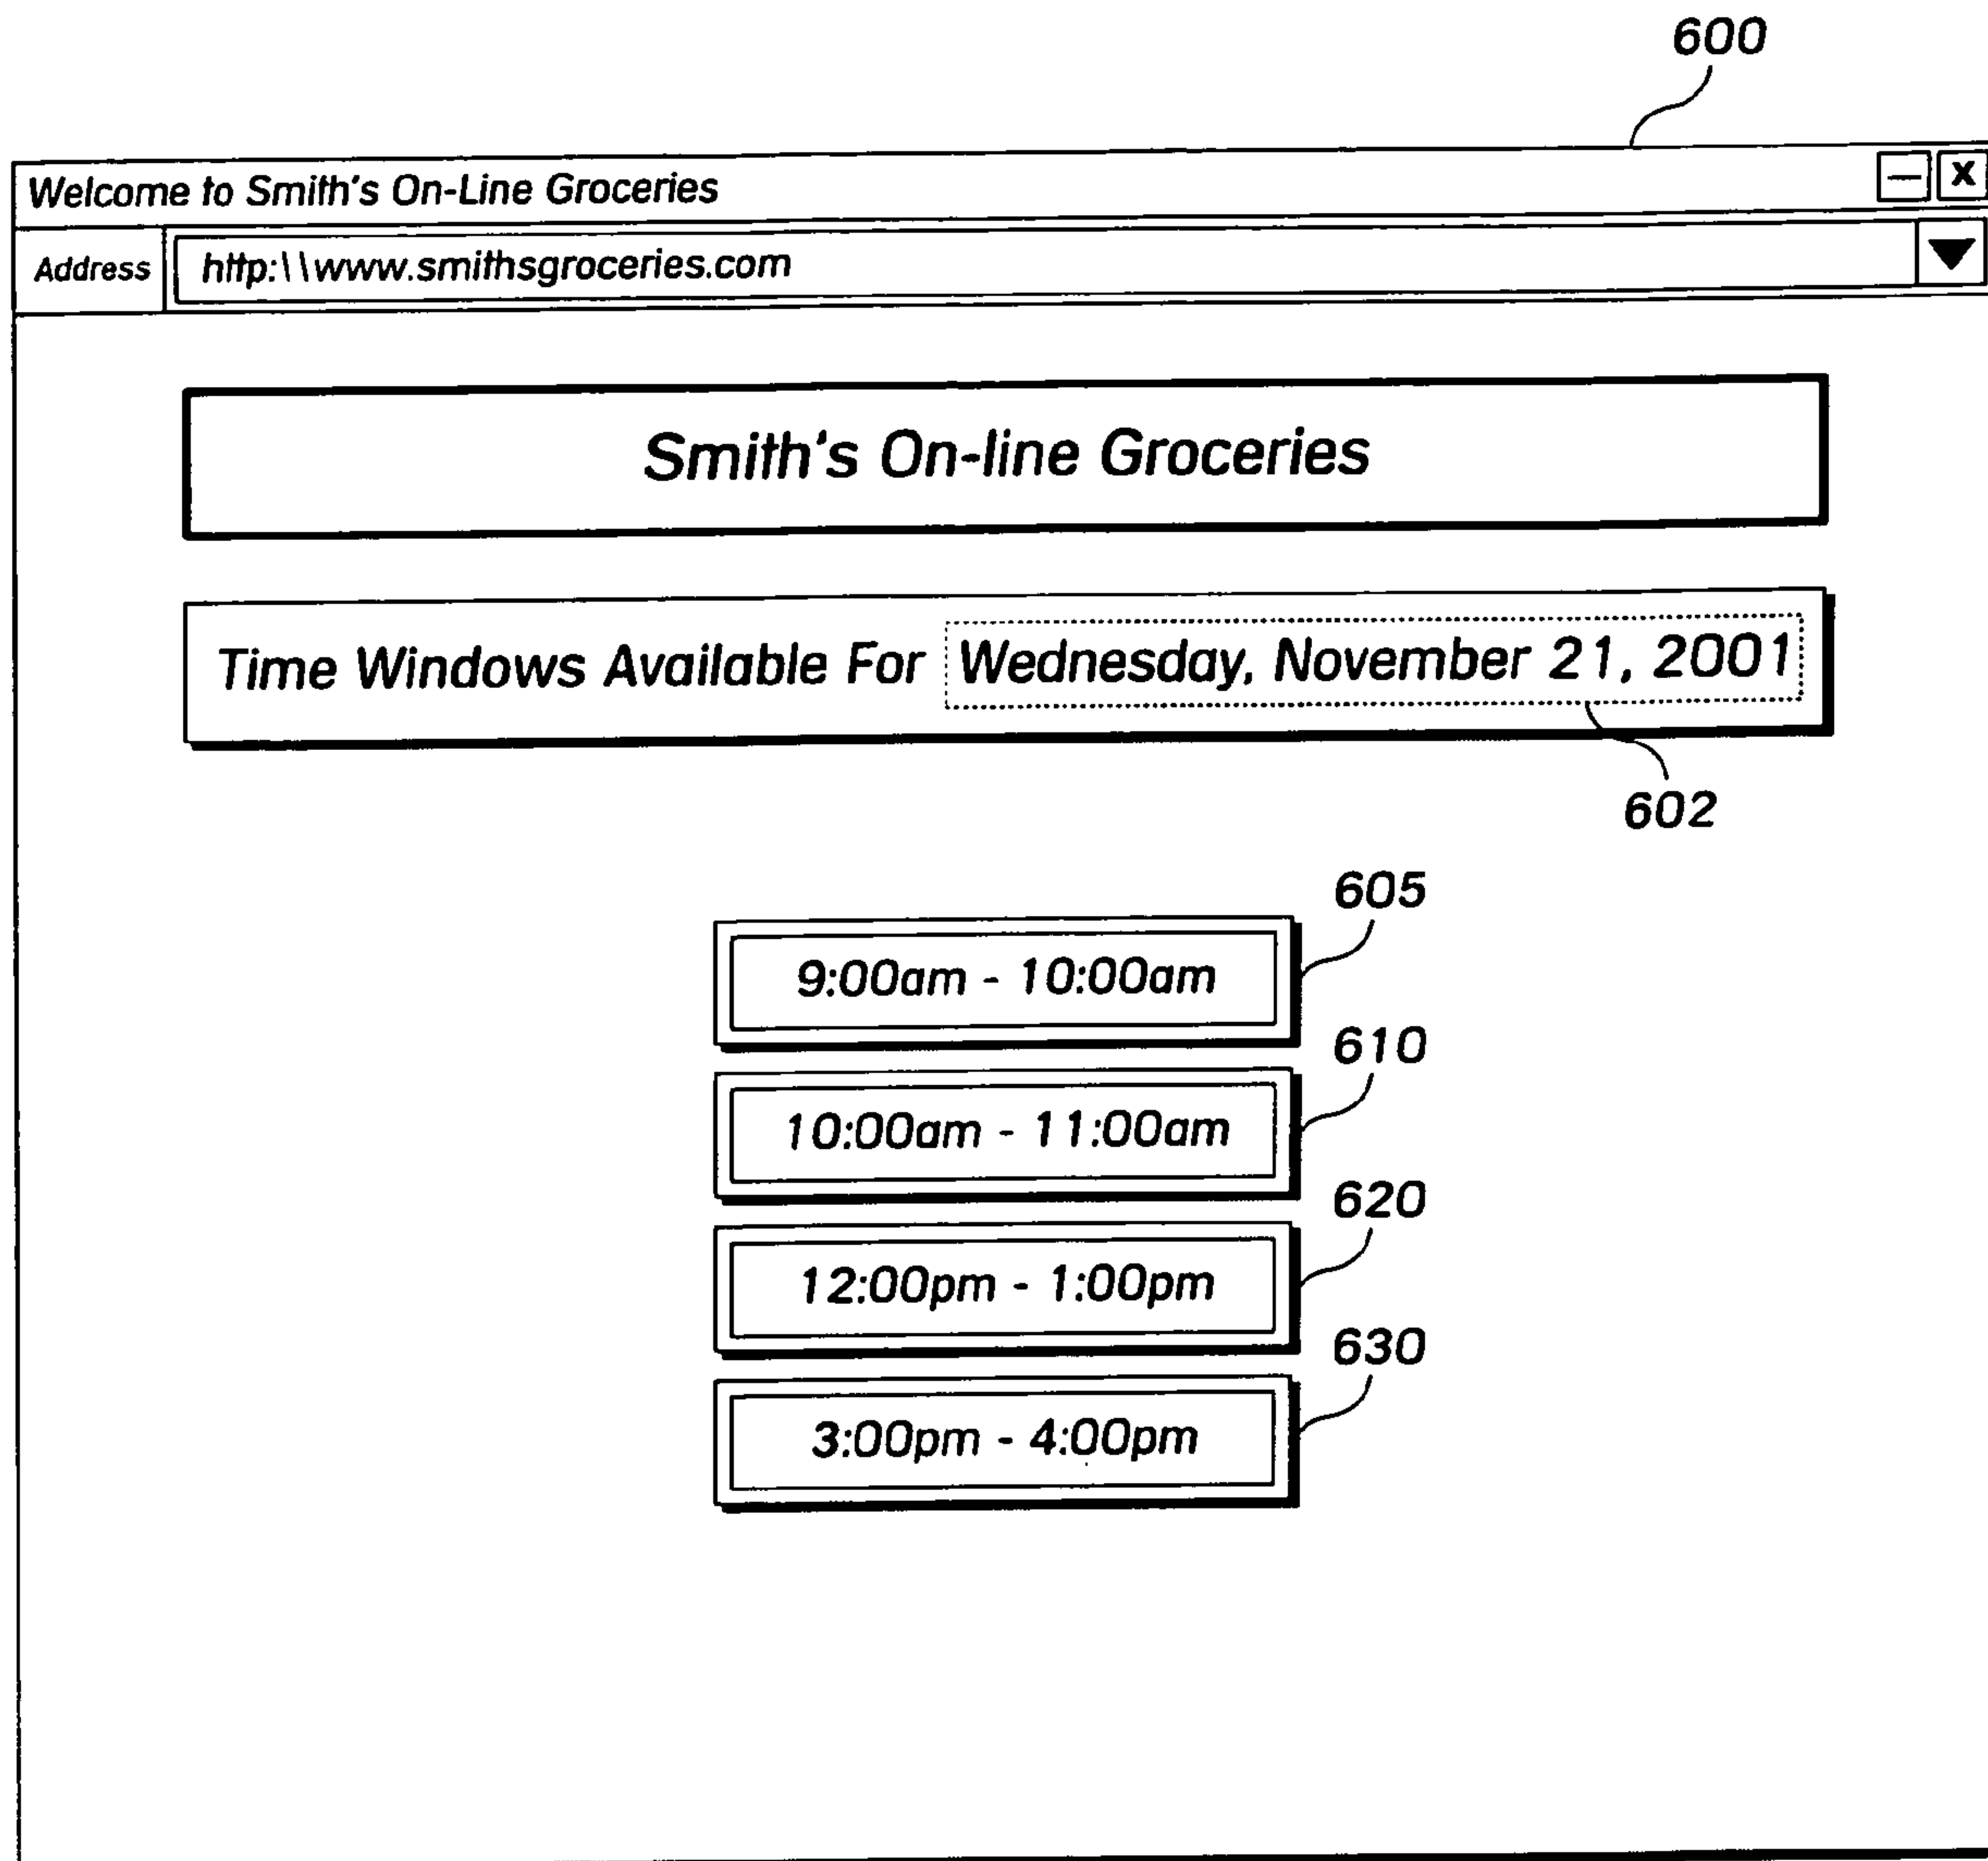 600
Welcome to Smith's On-Line Groceries
— X
Address http:\\www.smithsgroceries.com
Smith's On-line Groceries
Time Windows Available For Wednesday, November 21, 2001
602
605
9:00am - 10:00am
610
10:00am - 11:00am
620
12:00pm - 1:00pm
630
3:00pm - 4:00pm